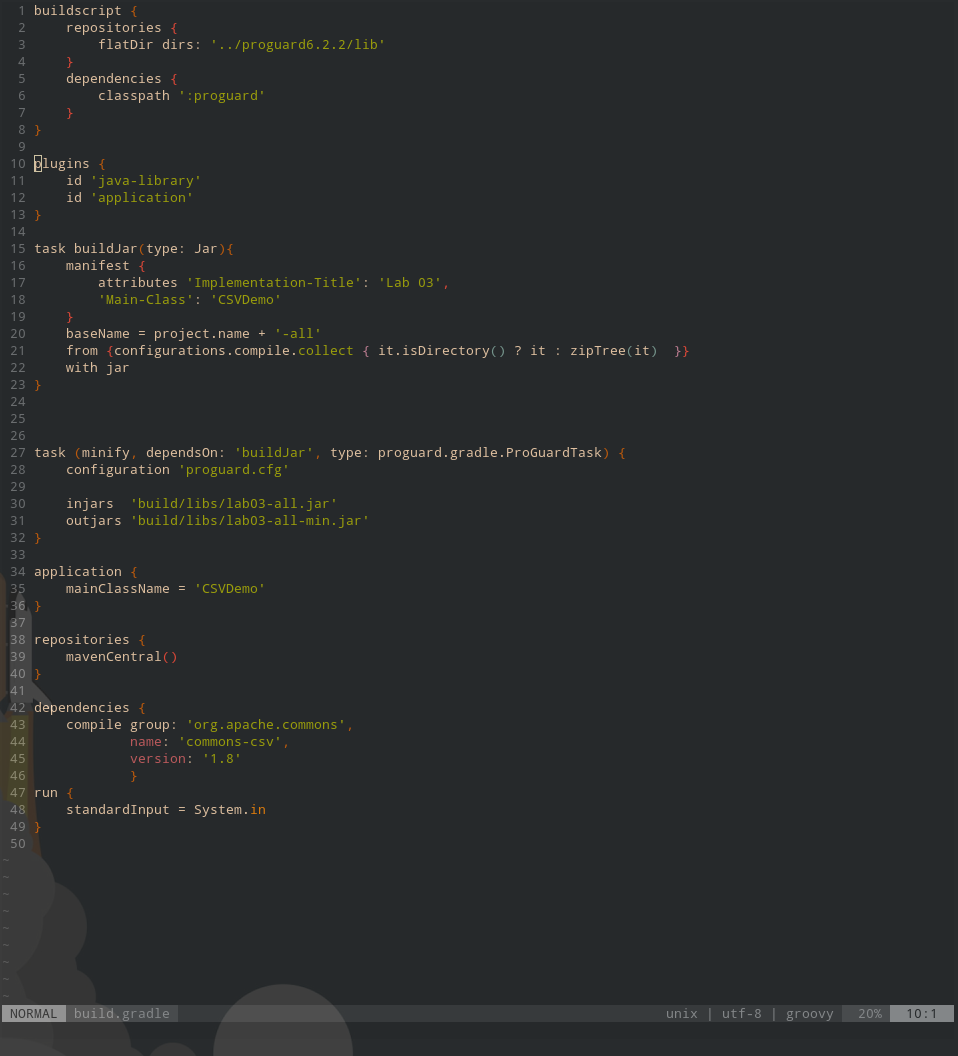 1 buildscript {
2     repositories {
3         flatDir dirs: '../proguard6.2.2/lib'
4     }
5     dependencies {
6         classpath ':proguard'
7     }
8 }
9
10 plugins {
11     id 'java-library'
12     id 'application'
13 }
14
15 task buildJar(type: Jar){
16     manifest {
17         attributes 'Implementation-Title': 'Lab 03',
18         'Main-Class': 'CSVDemo'
19     }
20     baseName = project.name + '-all'
21     from {configurations.compile.collect { it.isDirectory() ? it : zipTree(it)  }}
22     with jar
23 }
24
25
26
27 task (minify, dependsOn: 'buildJar', type: proguard.gradle.ProGuardTask) {
28     configuration 'proguard.cfg'
29
30     injars  'build/libs/lab03-all.jar'
31     outjars 'build/libs/lab03-all-min.jar'
32 }
33
34 application {
35     mainClassName = 'CSVDemo'
36 }
37
38 repositories {
39     mavenCentral()
40 }
41
42 dependencies {
43     compile group: 'org.apache.commons',
44             name: 'commons-csv',
45             version: '1.8'
46             }
47 run {
48     standardInput = System.in
49 }
50
~
~
~
~
~
~
~
~
~
NORMAL build.gradle unix | utf-8 | groovy 20% 10:1